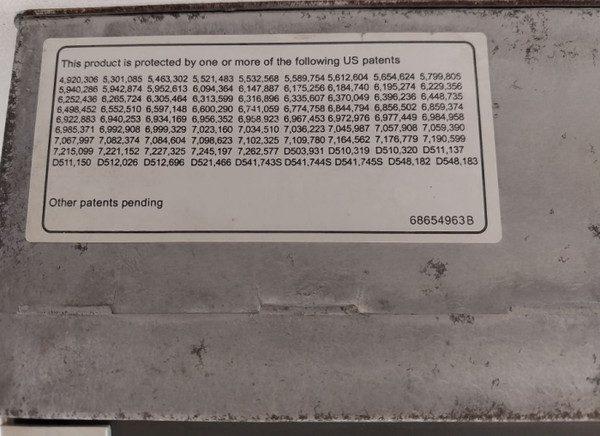 This product is protected by one or more of the following US patents
4,920,306 5,301,085 5,463,302 5,521,483 5,532,568 5,589,754 5,612,604 5,654,624 5,799,805
5,940,286 5,942,874 5,952,613 6,094,364 6,147,887 6,175,256 6,184,740 6,195,274 6,229,356
6,252,436 6,265,724 6,305,464 6,313,599 6,316,896 6,335,607 6,370,049 6,396,236 6,448,735
6,498,452 6,552,510 6,597,148 6,600,290 6,741,059 6,774,758 6,844,794 6,856,502 6,859,374
6,922,883 6,940,253 6,934,169 6,956,352 6,958,923 6,967,453 6,972,976 6,977,449 6,984,958
6,985,371 6,992,908 6,999,329 7,023,160 7,034,510 7,036,223 7,045,987 7,057,908 7,059,390
7,067,997 7,082,374 7,084,604 7,098,623 7,102,325 7,109,780 7,164,562 7,176,779 7,190,599
7,215,099 7,221,152 7,227,325 7,245,197 7,262,577 D503,931 D510,319 D510,320 D511,137
D511,150 D512,026 D512,696 D521,466 D541,743S D541,744S D541,745S D548,182 D548,183
Other patents pending
68654963B